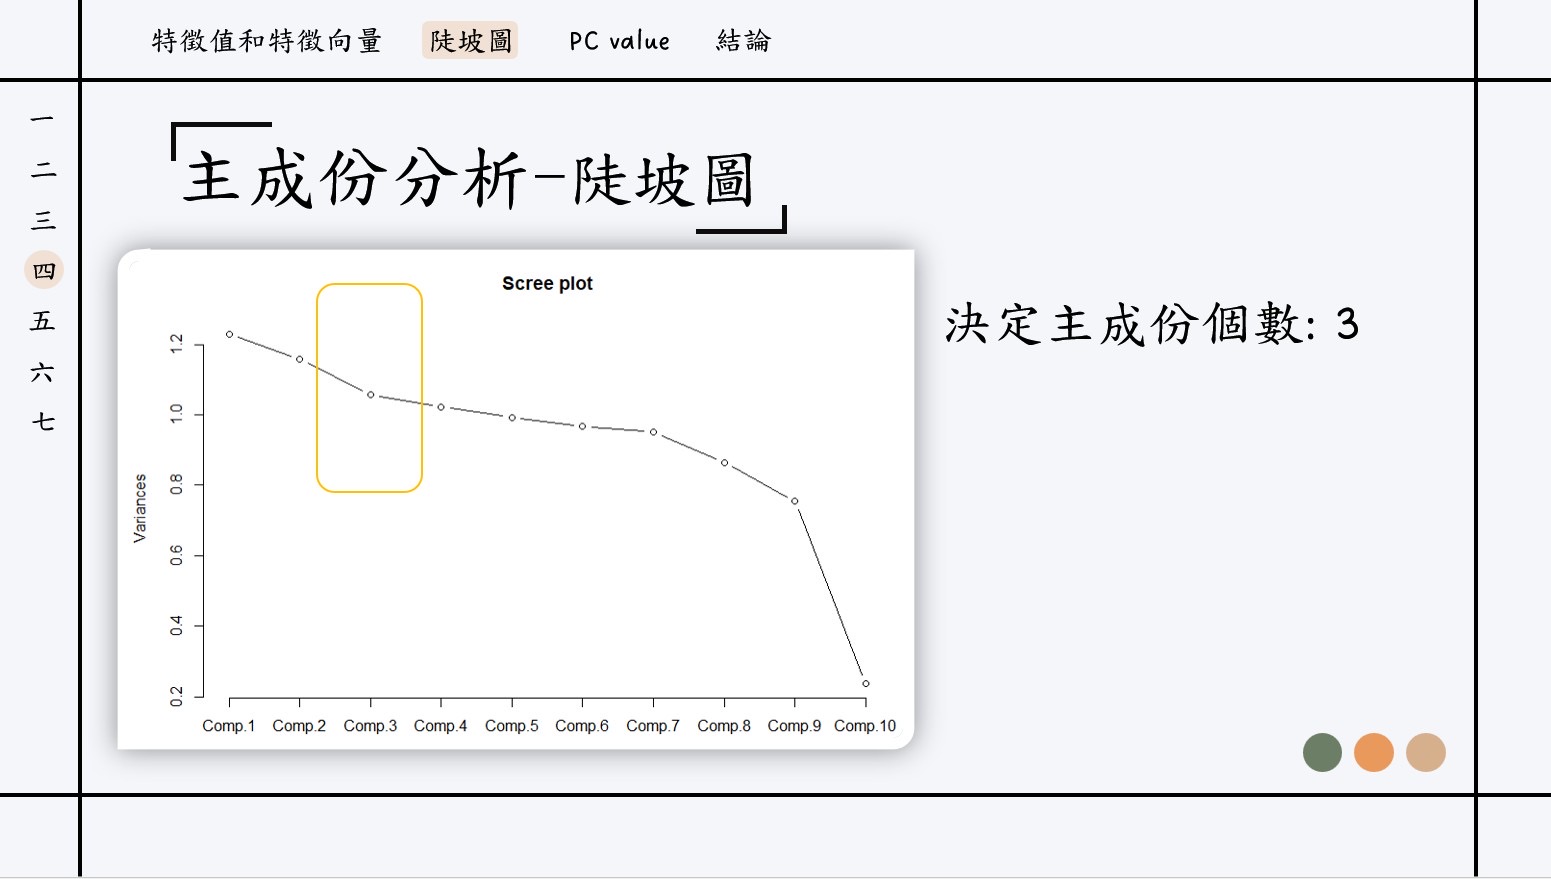 特徵值和特徵向量 陡坡圖 PC value 結論
一
二
三
四
五
六
七
主成份分析-陡坡圖
Scree plot
Variances
1.2
1.0
0.8
0.6
0.4
0.2
Comp.1 Comp.2 Comp.3 Comp.4 Comp.5 Comp.6 Comp.7 Comp.8 Comp.9 Comp.10
決定主成份個數: 3